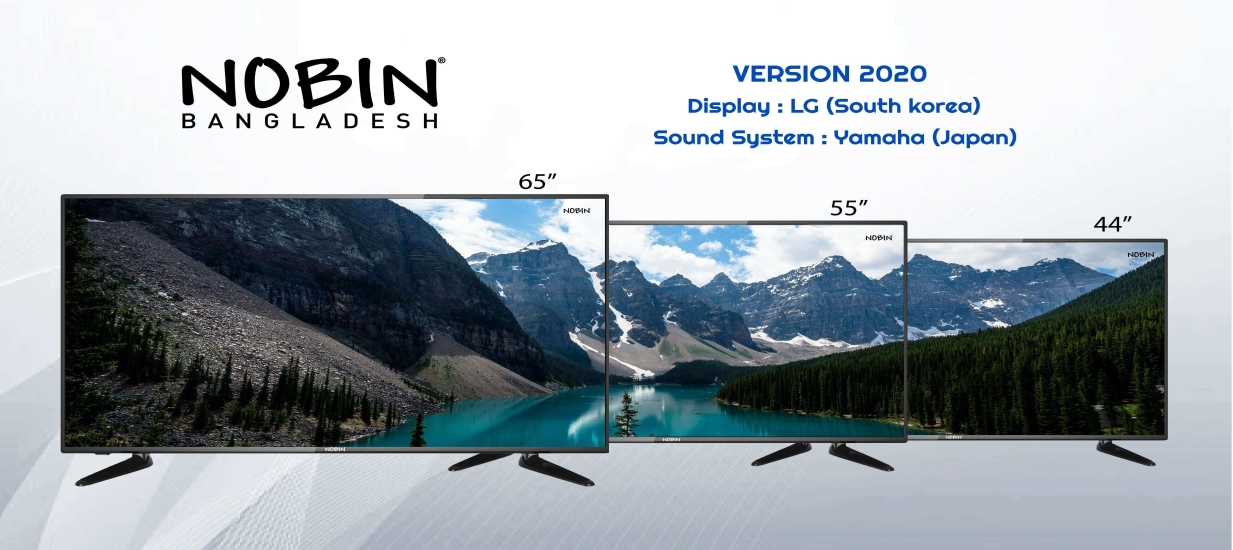 NOBIN®
BANGLADESH
VERSION 2020
Display : LG (South korea)
Sound System : Yamaha (Japan)
65”
55”
44”
NOBIN
NOBIN
NOBIN
NOBIN
NOBIN
NOBIN